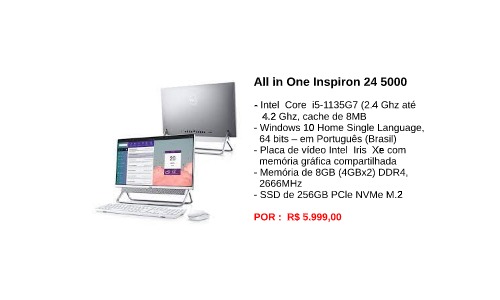 All in One Inspiron 24 5000
- Intel Core i5-1135G7 (2.4 Ghz até
4.2 Ghz, cache de 8MB
- Windows 10 Home Single Language,
64 bits – em Português (Brasil)
- Placa de vídeo Intel Iris Xe com
memória gráfica compartilhada
- Memória de 8GB (4GBx2) DDR4,
2666MHz
- SSD de 256GB PCIe NVMe M.2
POR : R$ 5.999,00